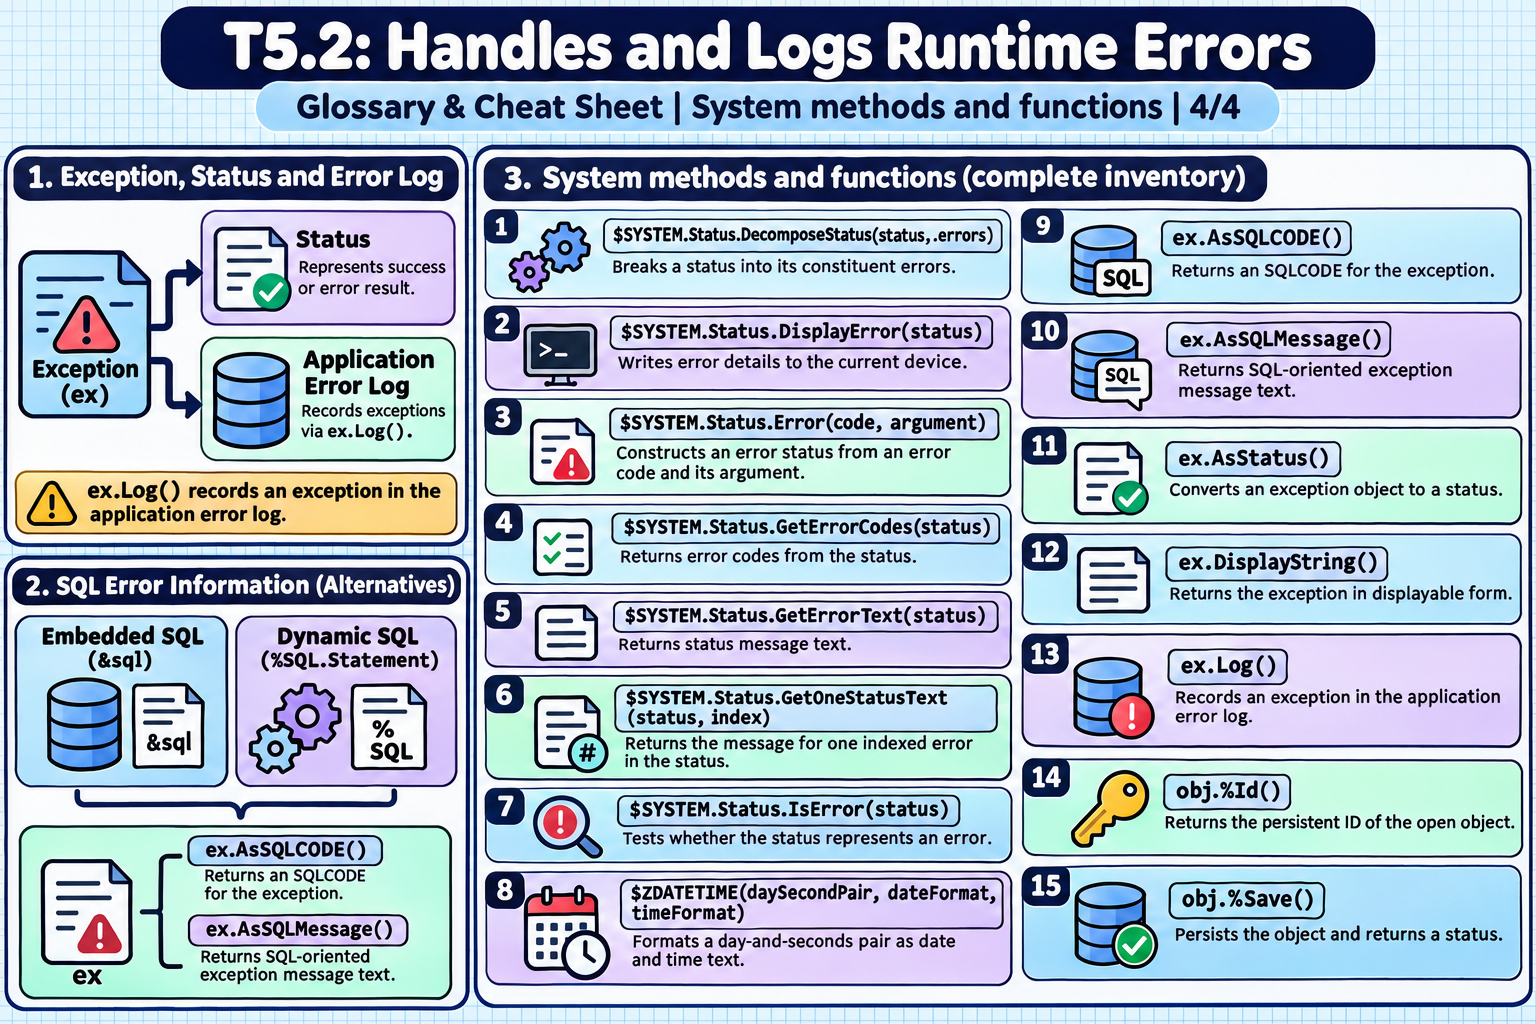 T5.2: Handles and Logs Runtime Errors
Glossary & Cheat Sheet | System methods and functions | 4/4
1. Exception, Status and Error Log
Exception
(ex)
Status
Represents success
or error result.
Application
Error Log
Records exceptions
via ex.Log().
ex.Log() records an exception in the
application error log.
2. SQL Error Information (Alternatives)
Embedded SQL
(&sql)
&sql
Dynamic SQL
(%SQL.Statement)
%
SQL
ex
ex.AsSQLCODE()
Returns an SQLCODE
for the exception.
ex.AsSQLMessage()
Returns SQL-oriented
exception message text.
3. System methods and functions (complete inventory)
1
$SYSTEM.Status.DecomposeStatus(status,.errors)
Breaks a status into its constituent errors.
2
>_
$SYSTEM.Status.DisplayError(status)
Writes error details to the current device.
3
$SYSTEM.Status.Error(code, argument)
Constructs an error status from an error
code and its argument.
4
$SYSTEM.Status.GetErrorCodes(status)
Returns error codes from the status.
5
$SYSTEM.Status.GetErrorText(status)
Returns status message text.
6
#
$SYSTEM.Status.GetOneStatusText
(status, index)
Returns the message for one indexed error
in the status.
7
$SYSTEM.Status.IsError(status)
Tests whether the status represents an error.
8
$ZDATETIME(daySecondPair, dateFormat,
timeFormat)
Formats a day-and-seconds pair as date
and time text.
9
SQL
ex.AsSQLCODE()
Returns an SQLCODE for the exception.
10
SQL
ex.AsSQLMessage()
Returns SQL-oriented exception
message text.
11
ex.AsStatus()
Converts an exception object to a status.
12
ex.DisplayString()
Returns the exception in displayable form.
13
ex.Log()
Records an exception in the application
error log.
14
obj.%Id()
Returns the persistent ID of the open object.
15
obj.%Save()
Persists the object and returns a status.